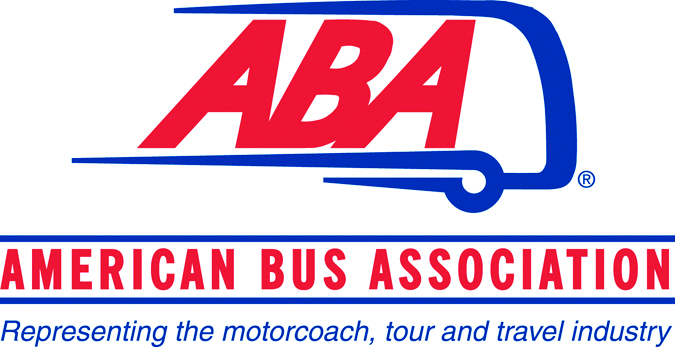 ABA
®
AMERICAN BUS ASSOCIATION
Representing the motorcoach, tour and travel industry